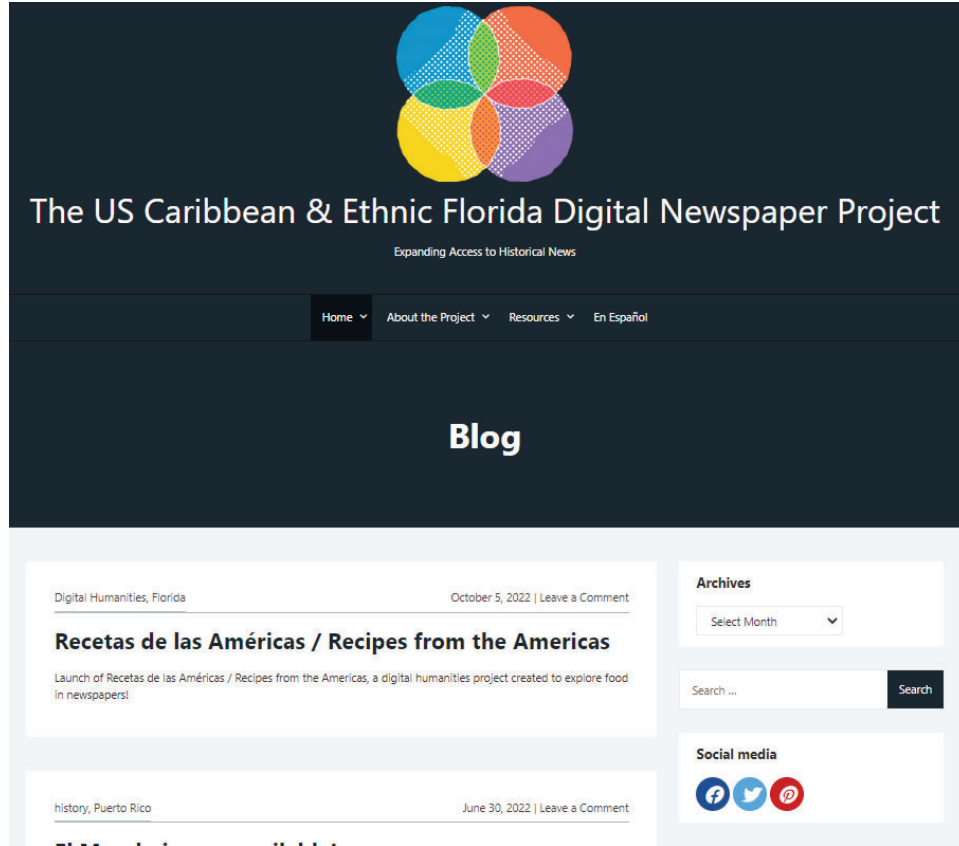 The US Caribbean & Ethnic Florida Digital Newspaper Project
Expanding Access to Historical News
Home About the Project Resources En Español
Blog
Digital Humanities, Florida October 5, 2022 | Leave a Comment
Recetas de las Américas / Recipes from the Americas
Launch of Recetas de las Américas / Recipes from the Americas, a digital humanities project created to explore food
in newspapers!
history, Puerto Rico June 30, 2022 | Leave a Comment
Archives
Select Month
Search ... Search
Social media